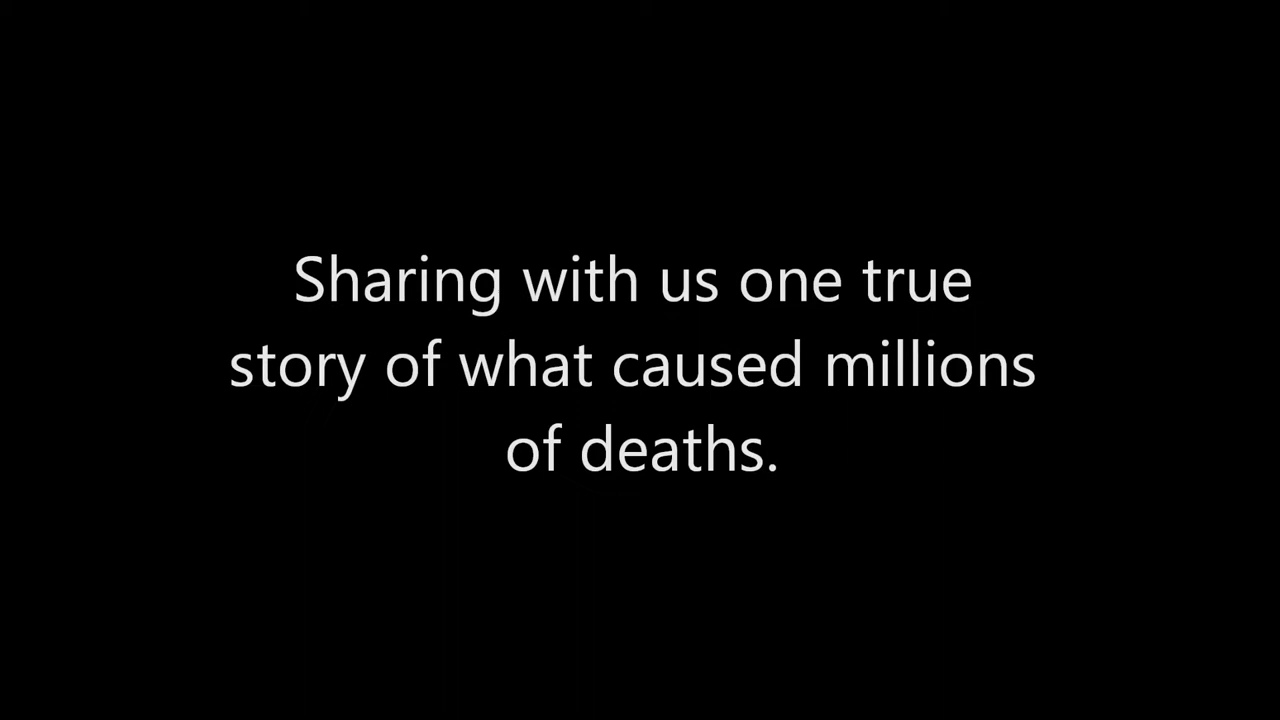 Sharing with us one true
story of what caused millions
of deaths.